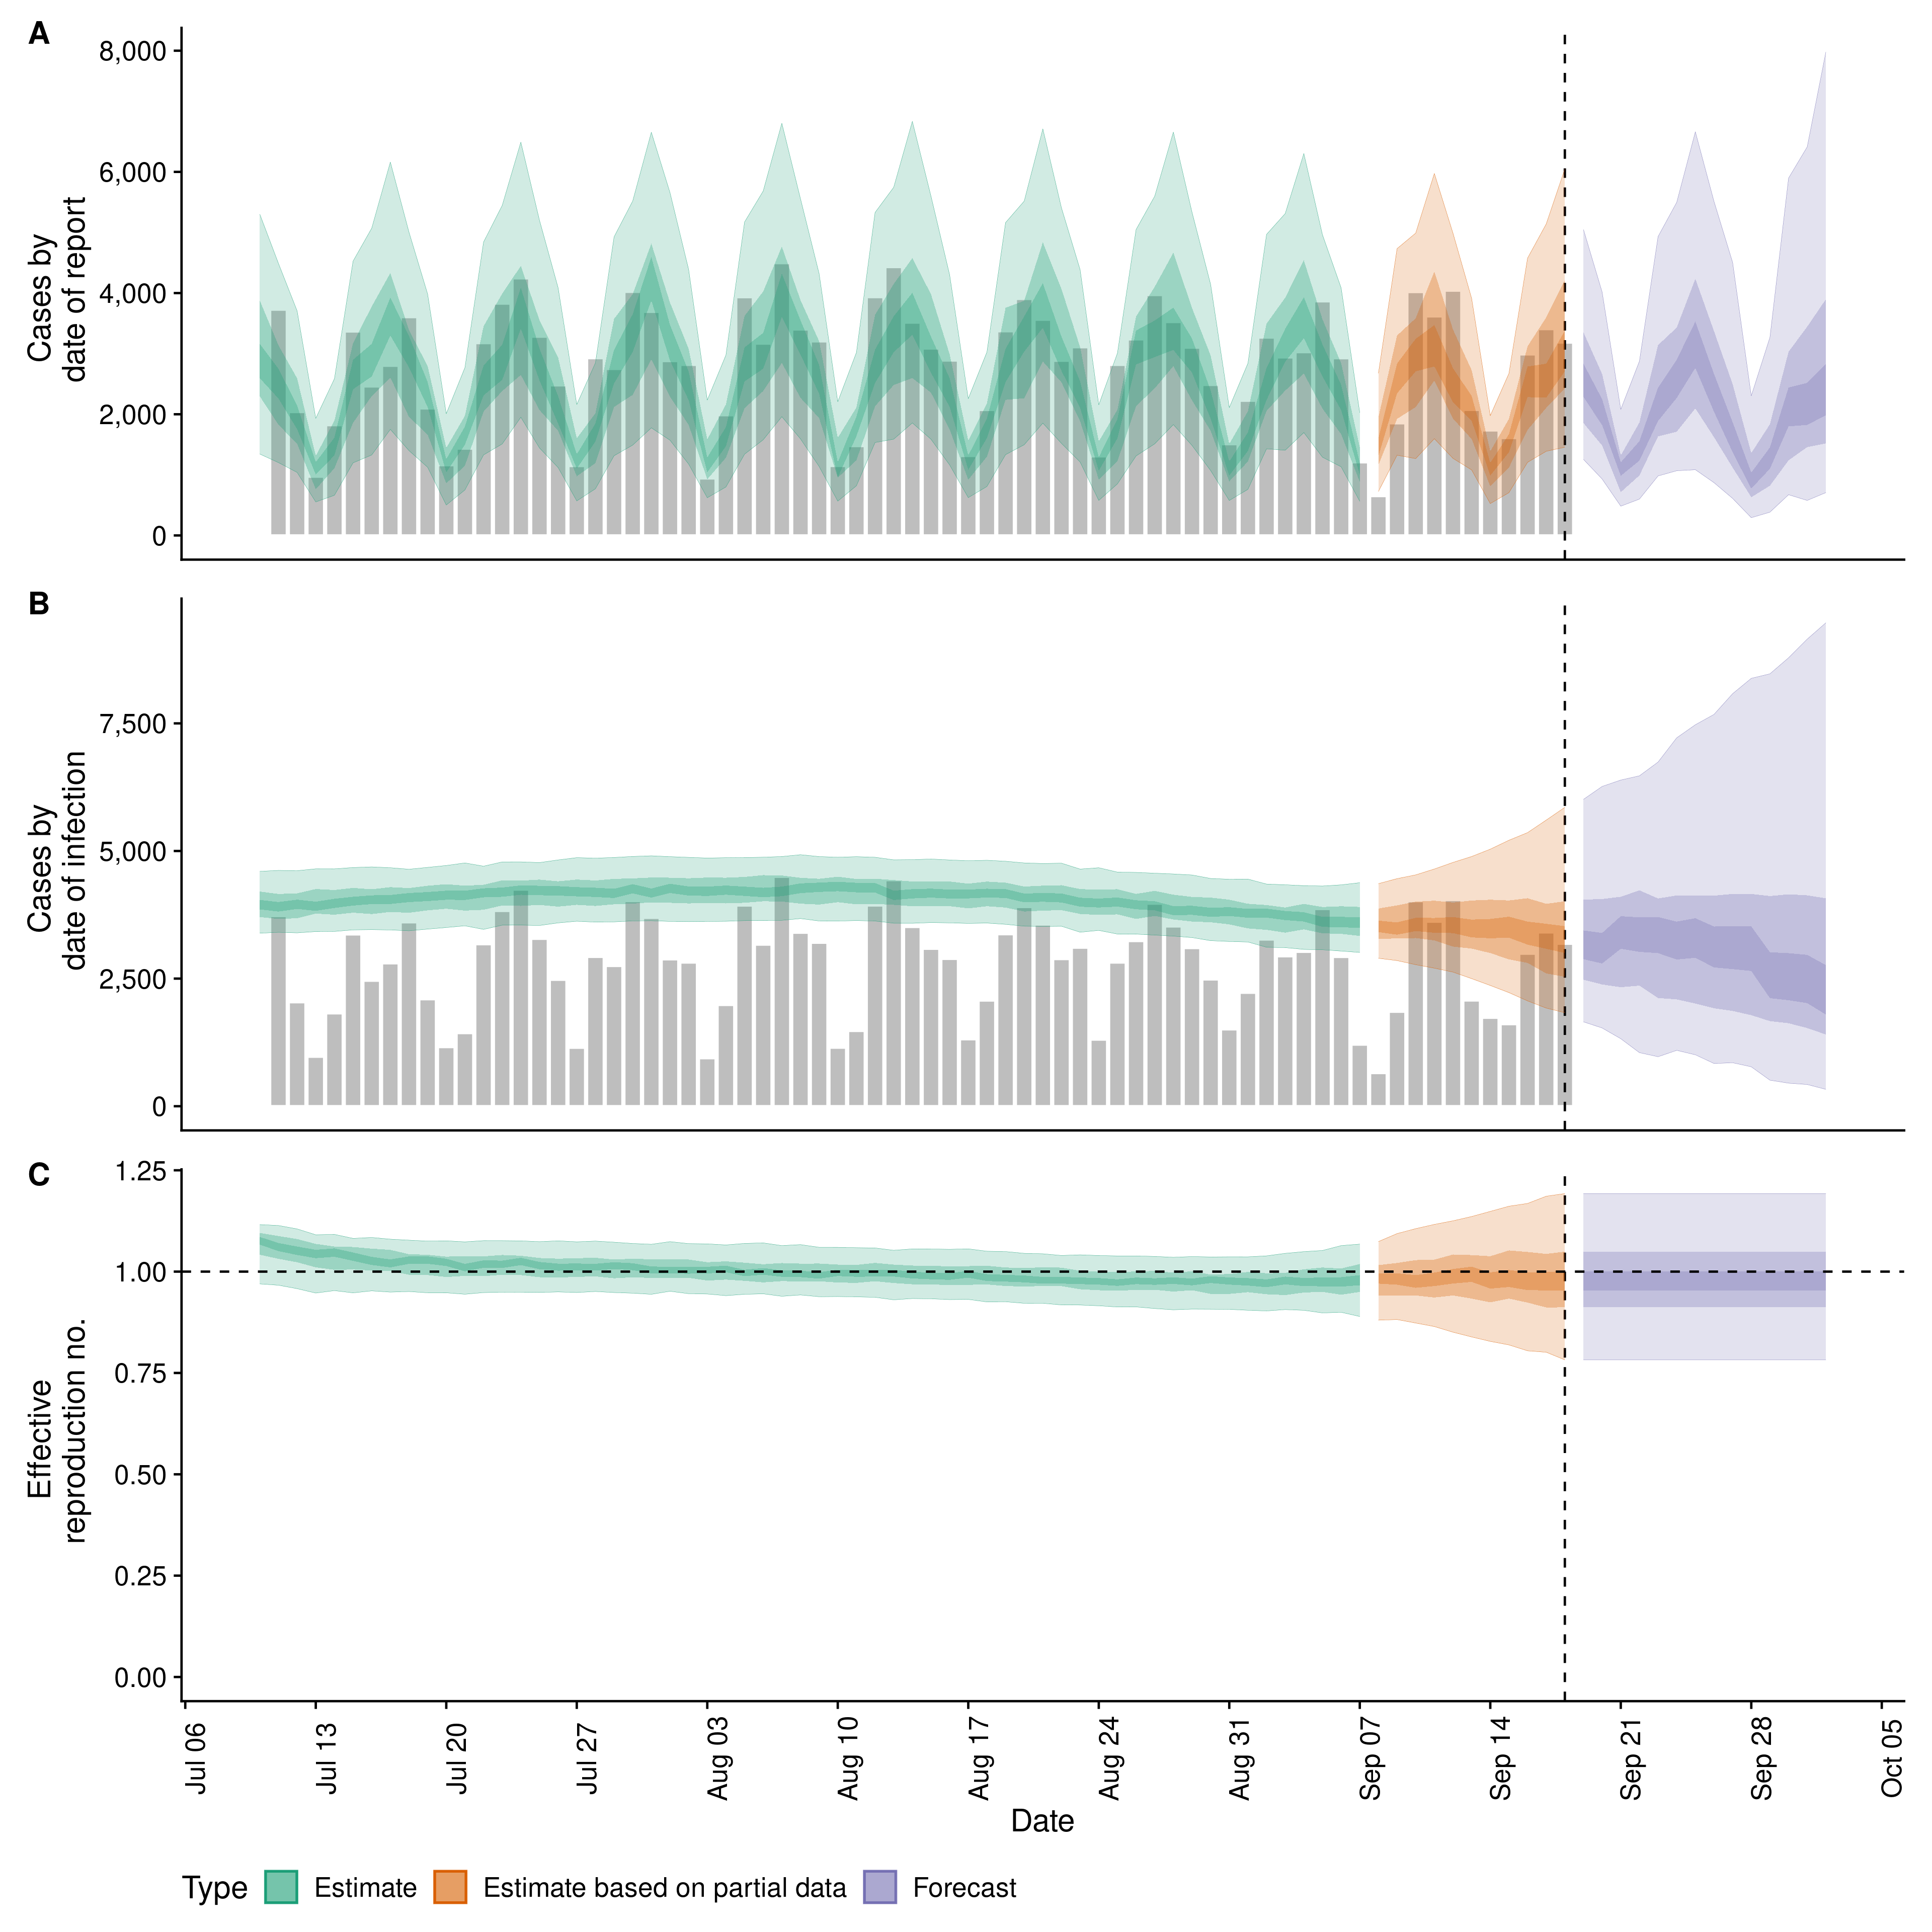 A
Cases by
date of report
8,000
6,000
4,000
2,000
0
B
Cases by
date of infection
7,500
5,000
2,500
0
C
Effective
reproduction no.
1.25
1.00
0.75
0.50
0.25
0.00
Jul 06
Jul 13
Jul 20
Jul 27
Aug 03
Aug 10
Aug 17
Aug 24
Aug 31
Sep 07
Sep 14
Sep 21
Sep 28
Oct 05
Date
Type Estimate Estimate based on partial data Forecast